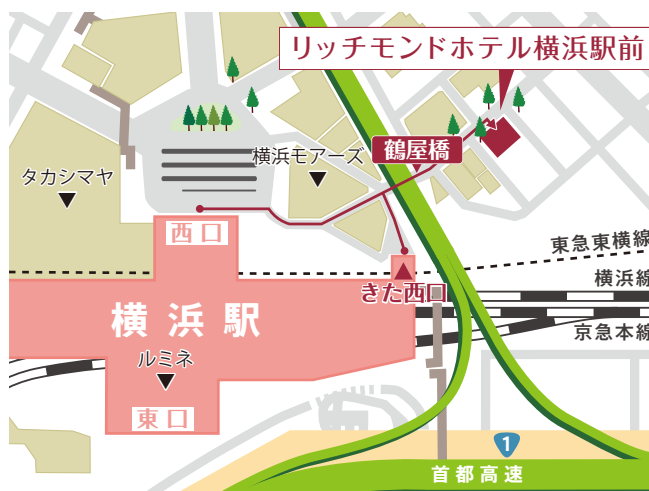 リッチモンドホテル横浜駅前
横浜モアーズ
鶴屋橋
タカシマヤ
西口
東急東横線
横浜線
きた西口
横浜駅
京急本線
ルミネ
東口
1
首都高速